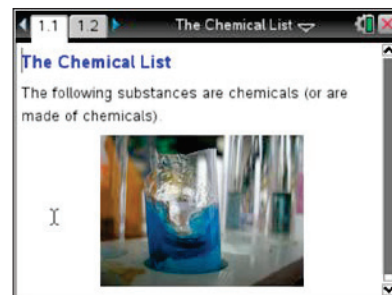 1.1 1.2 The Chemical List
The Chemical List
The following substances are chemicals (or are
made of chemicals).